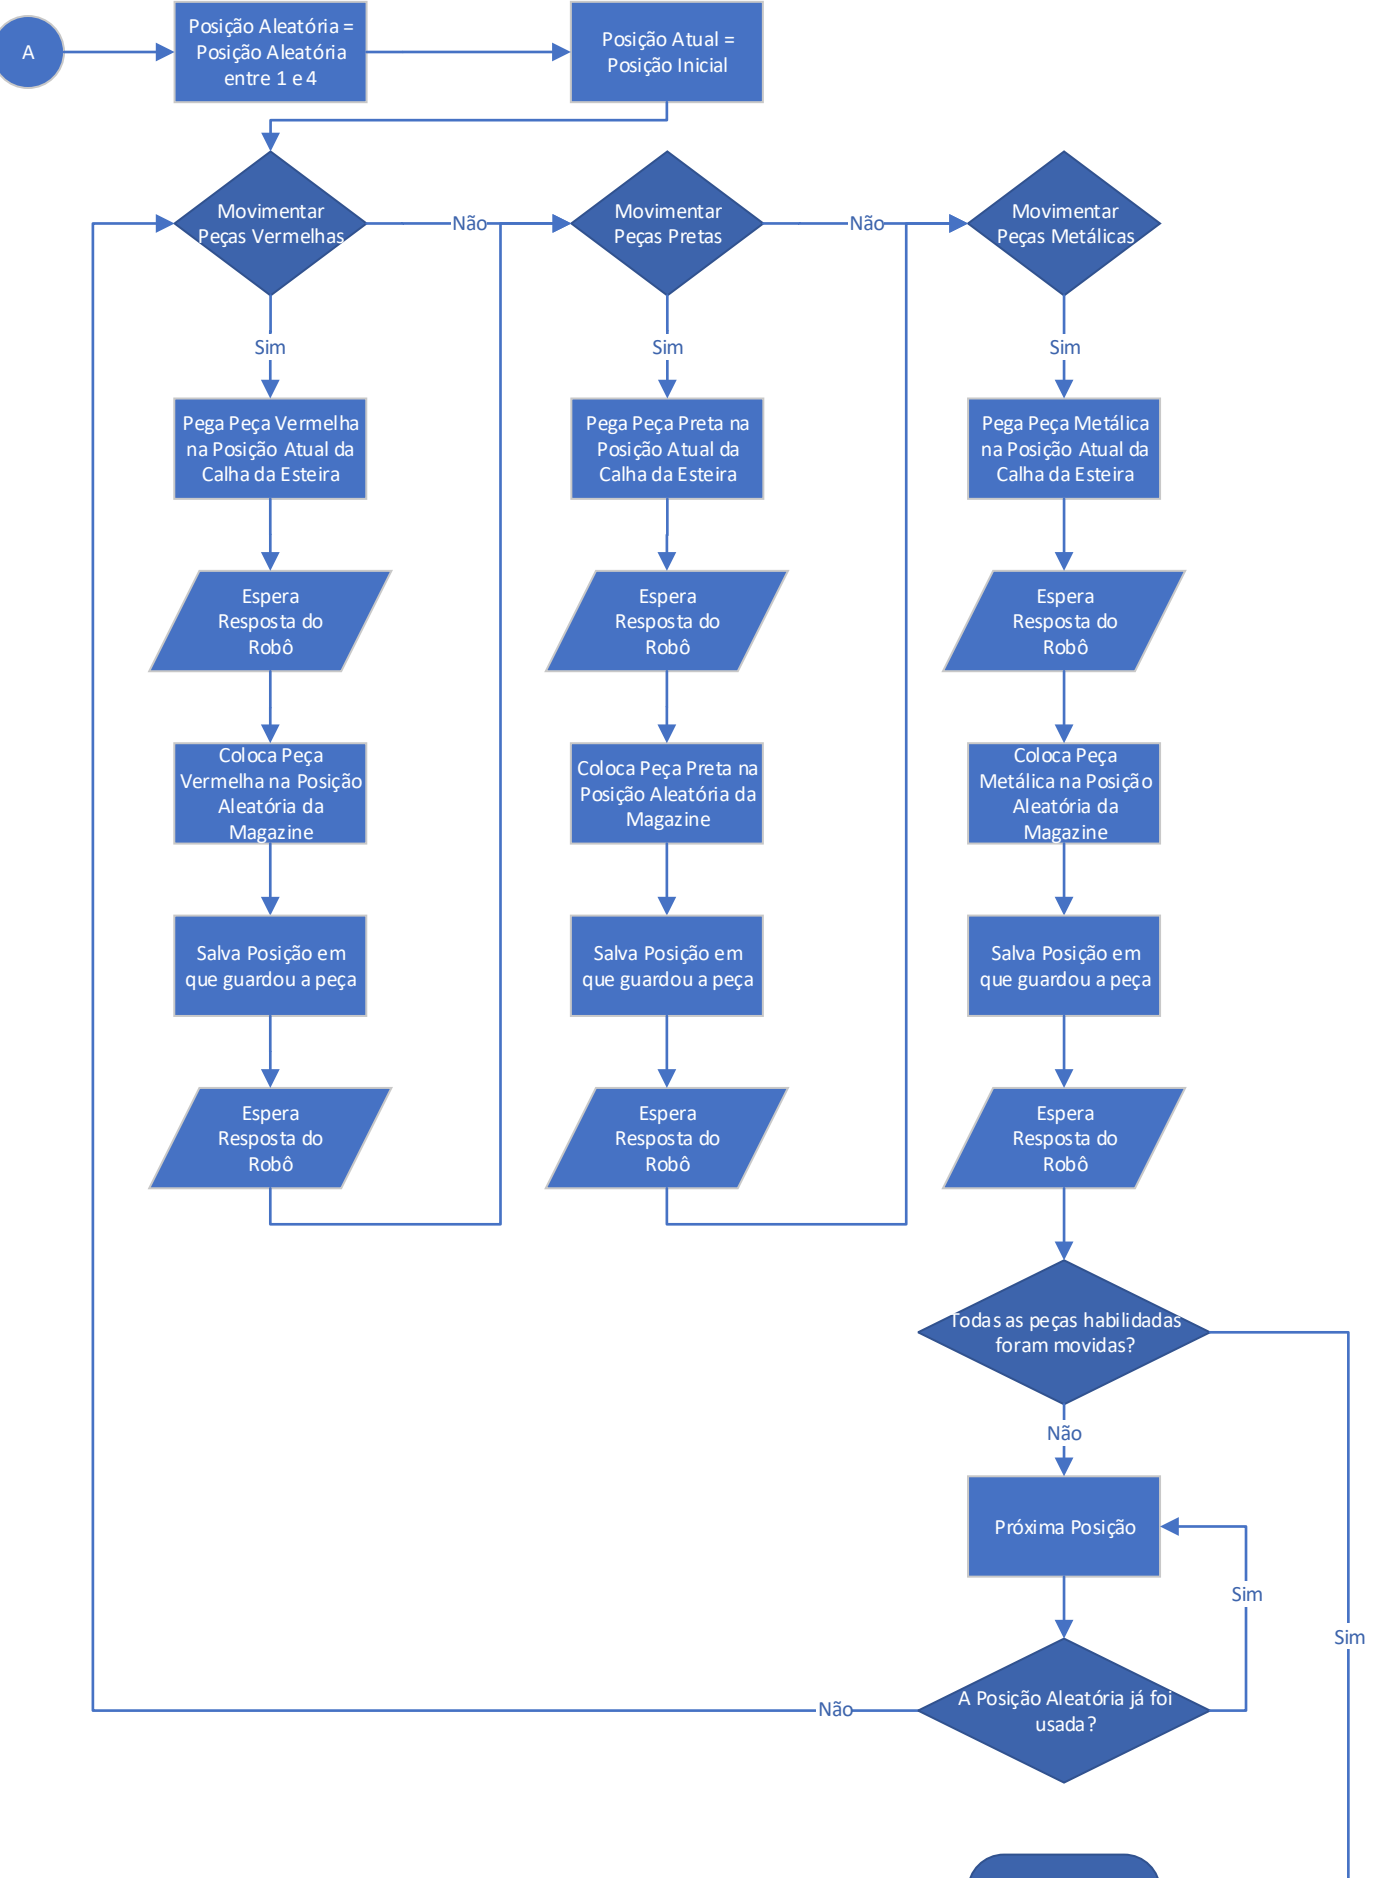 A
Posição Aleatória =
Posição Aleatória
entre 1 e 4
Posição Atual =
Posição Inicial
Movimentar
Peças Vermelhas
Não
Movimentar
Peças Pretas
Não
Movimentar
Peças Metálicas
Sim
Sim
Sim
Pega Peça Vermelha
na Posição Atual da
Calha da Esteira
Pega Peça Preta na
Posição Atual da
Calha da Esteira
Pega Peça Metálica
na Posição Atual da
Calha da Esteira
Espera
Resposta do
Robô
Espera
Resposta do
Robô
Espera
Resposta do
Robô
Coloca Peça
Vermelha na Posição
Aleatória da
Magazine
Coloca Peça Preta na
Posição Aleatória da
Magazine
Coloca Peça
Metálica na Posição
Aleatória da
Magazine
Salva Posição em
que guardou a peça
Salva Posição em
que guardou a peça
Salva Posição em
que guardou a peça
Espera
Resposta do
Robô
Espera
Resposta do
Robô
Espera
Resposta do
Robô
Todas as peças habilidadas
foram movidas?
Não
Próxima Posição
Sim
Sim
A Posição Aleatória já foi
usada?
Não